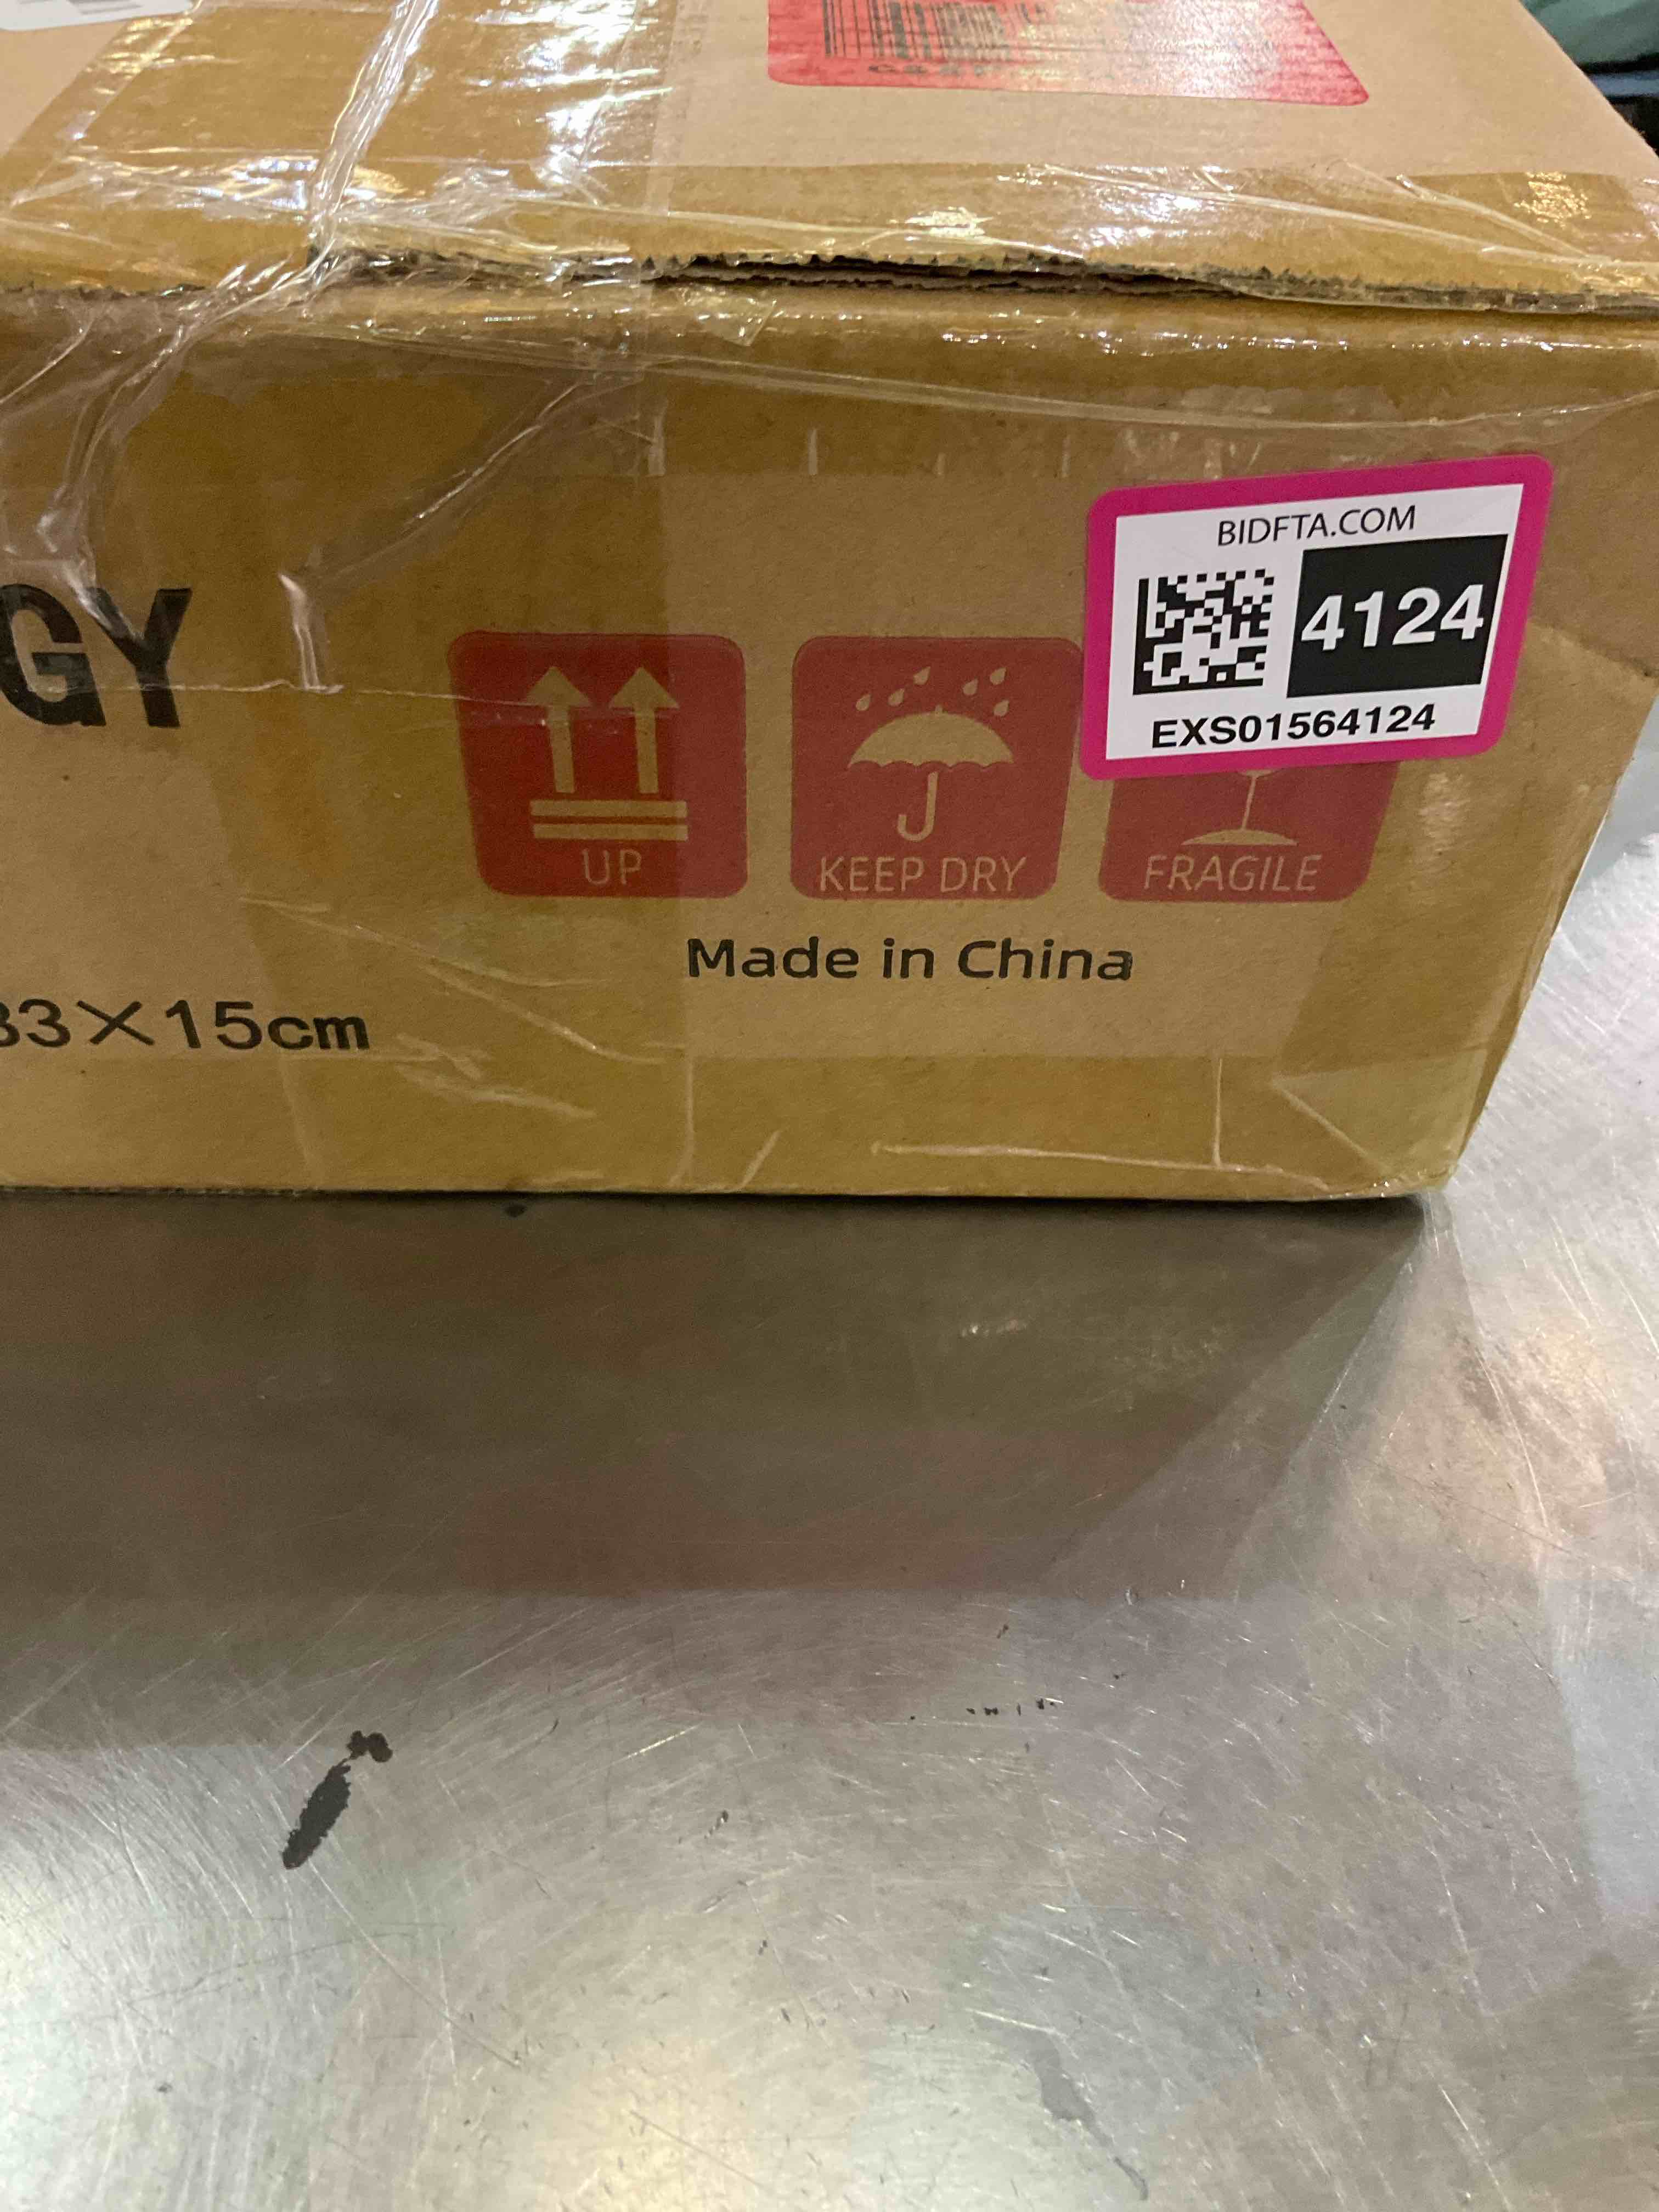 BIDFTA.COM
4124
EXS01564124
GY
UP
KEEP DRY
FRAGILE
Made in China
33×15cm